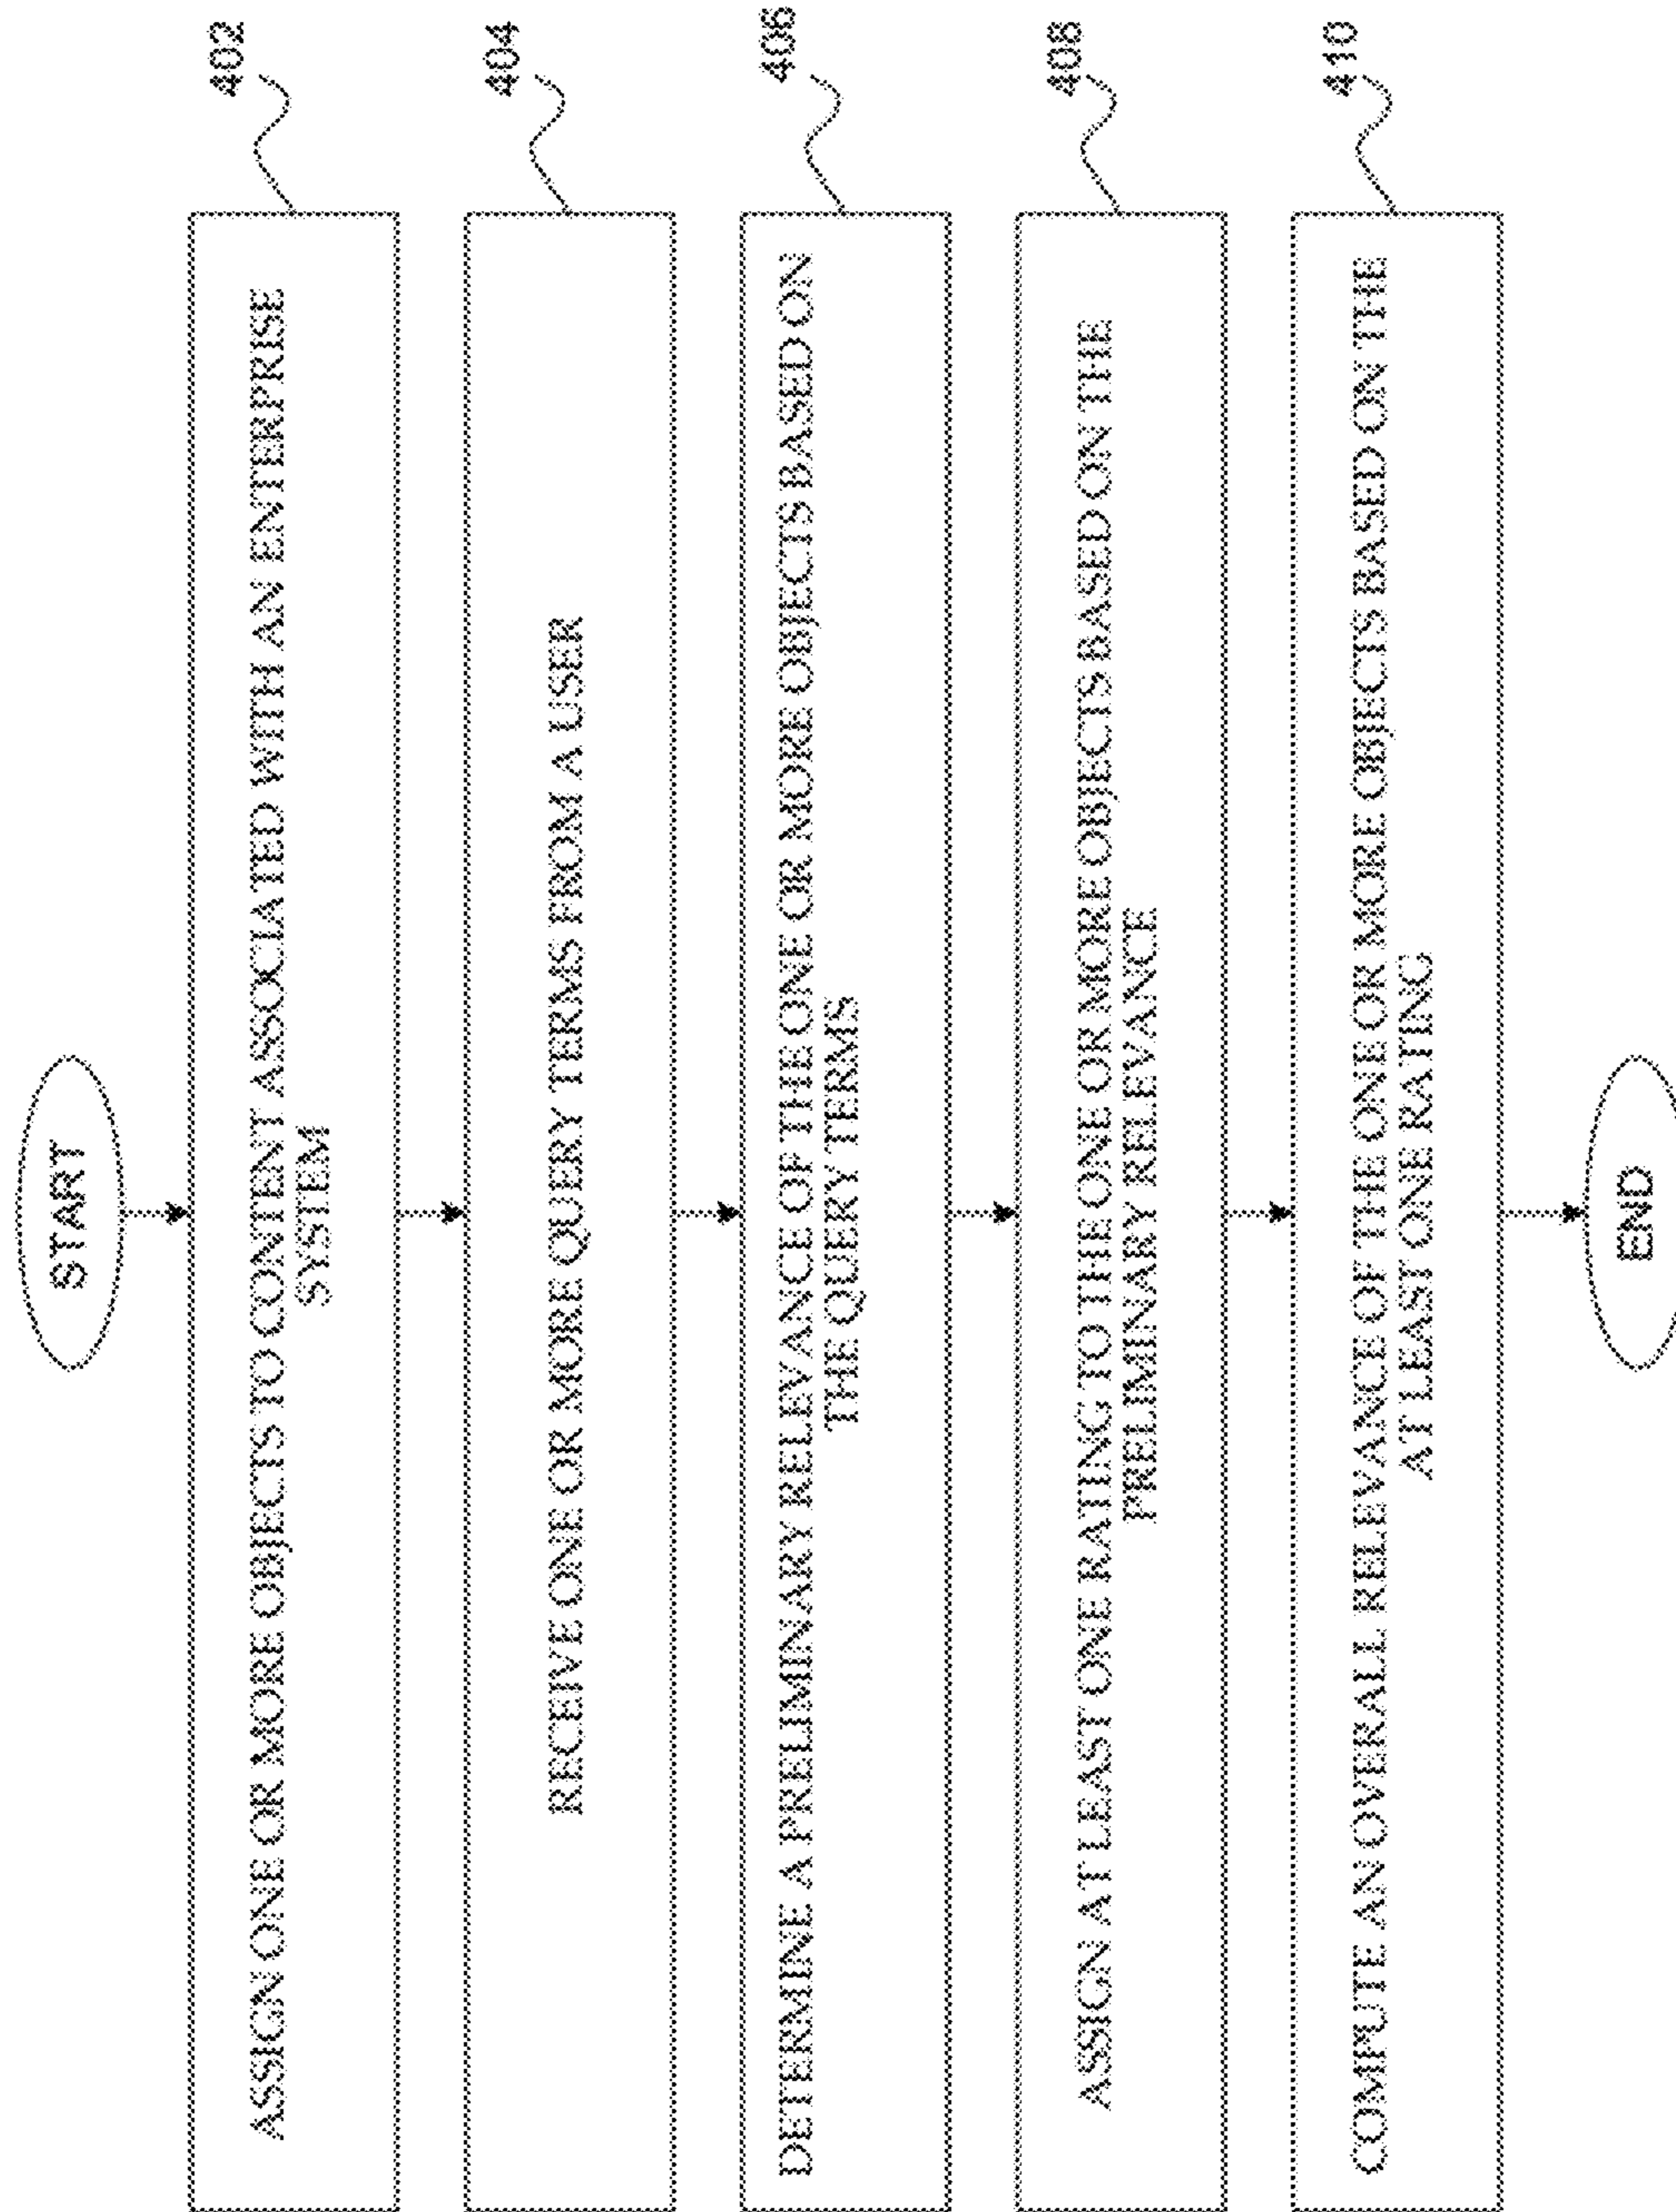 START
ASSIGN ONE OR MORE OBJECTS TO CONTENT ASSOCIATED WITH AN ENTERPRISE
SYSTEM
402
RECEIVE ONE OR MORE QUERY TERMS FROM A USER
404
DETERMINE A PRELIMINARY RELEVANCE OF THE ONE OR MORE OBJECTS BASED ON
THE QUERY TERMS
406
ASSIGN AT LEAST ONE RATING TO THE ONE OR MORE OBJECTS BASED ON THE
PRELIMINARY RELEVANCE
408
COMPUTE AN OVERALL RELEVANCE OF THE ONE OR MORE OBJECTS BASED ON THE
AT LEAST ONE RATING
410
END